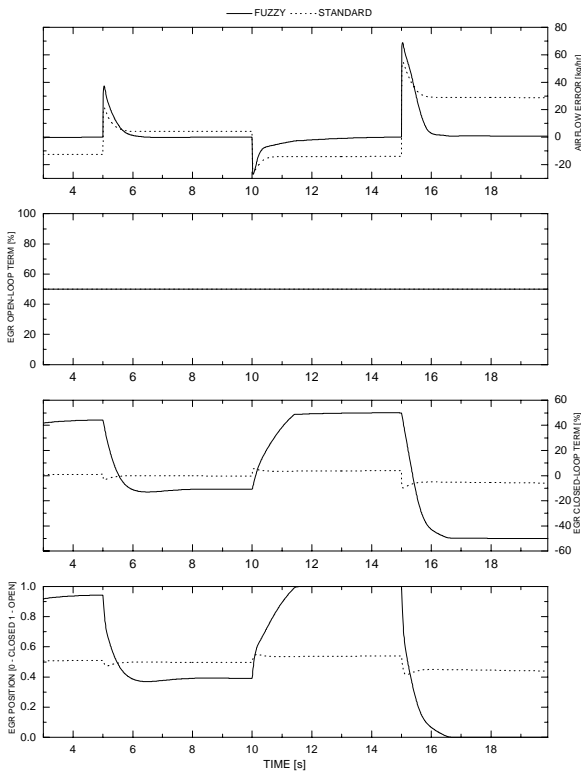 FUZZY STANDARD
80
60
40
20
0
-20
AIR FLOW ERROR [kg/hr]
4 6 8 10 12 14 16 18
100
80
60
40
20
0
EGR OPEN-LOOP TERM [%]
4 6 8 10 12 14 16 18
60
40
20
0
-20
-40
-60
EGR CLOSED-LOOP TERM [%]
4 6 8 10 12 14 16 18
1.0
0.8
0.6
0.4
0.2
0.0
EGR POSITION [0 - CLOSED 1 - OPEN]
4 6 8 10 12 14 16 18
TIME [s]